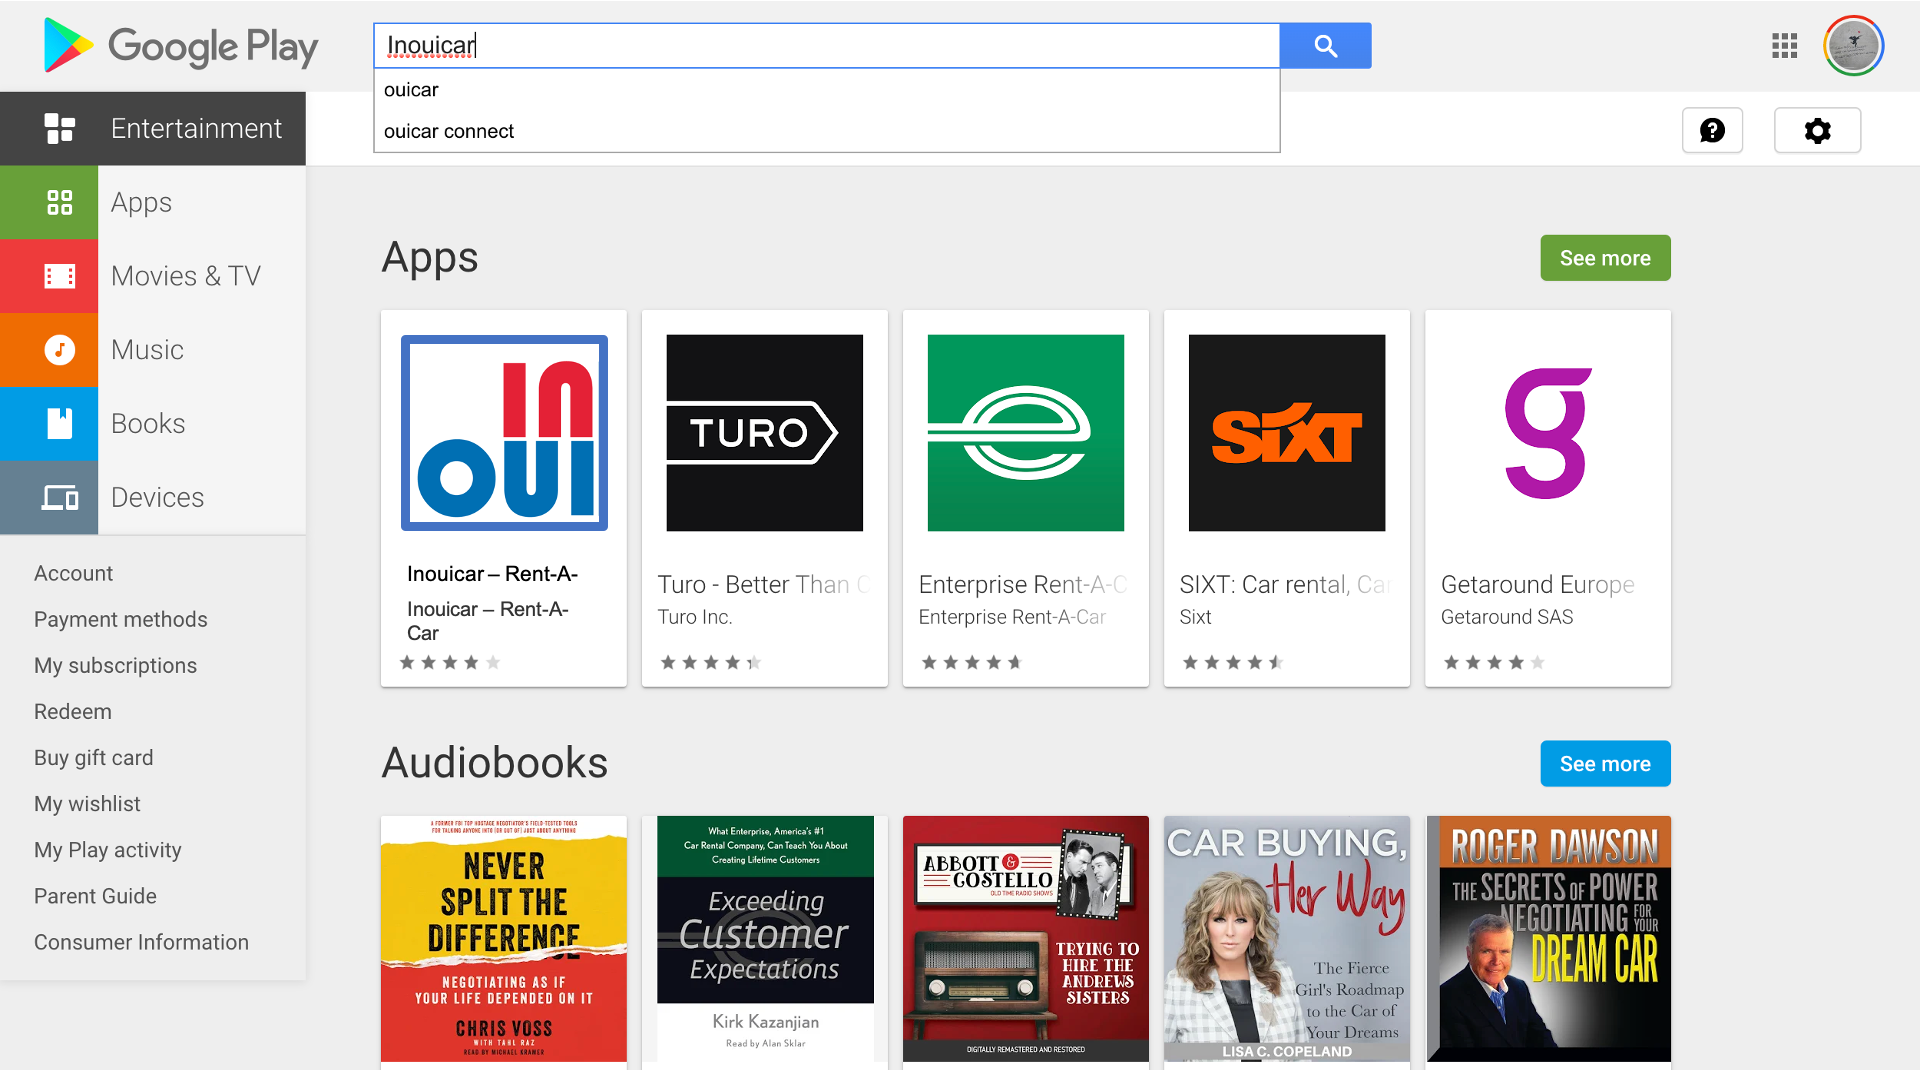 Google Play
Inouicar
ouicar
ouicar connect
Entertainment
Apps
Movies & TV
Music
Books
Devices
Account
Payment methods
My subscriptions
Redeem
Buy gift card
My wishlist
My Play activity
Parent Guide
Consumer Information
Apps
See more
IN
OUI
Inouicar – Rent-A-
Inouicar – Rent-A-
Car
TURO
Turo - Better Than C
Turo Inc.
e
Enterprise Rent-A-C
Enterprise Rent-A-Car
SIXT
SIXT: Car rental, Car
Sixt
g
Getaround Europe
Getaround SAS
Audiobooks
See more
A FORMER FBI TOP HOSTAGE NEGOTIATOR'S FIELD-TESTED TOOLS
FOR TALKING ANYONE INTO (OR OUT OF) JUST ABOUT ANYTHING
NEVER
SPLIT THE
DIFFERENCE
NEGOTIATING AS IF
YOUR LIFE DEPENDED ON IT
CHRIS VOSS
WITH TAHL RAZ
READ BY MICHAEL KRAMER
What Enterprise, America's #1
Car Rental Company, Can Teach You About
Creating Lifetime Customers
Exceeding
Customer
Expectations
Kirk Kazanjian
Read by Alan Sklar
ABBOTT &
COSTELLO
OLD TIME RADIO SHOWS
TRYING TO
HIRE THE
ANDREWS
SISTERS
DIGITALLY REMASTERED AND RESTORED
CAR BUYING,
Her Way
The Fierce
Girl's Roadmap
to the Car of
Your Dreams
LISA C. COPELAND
ROGER DAWSON
THE SECRETS OF POWER
NEGOTIATING FOR YOUR
DREAM CAR